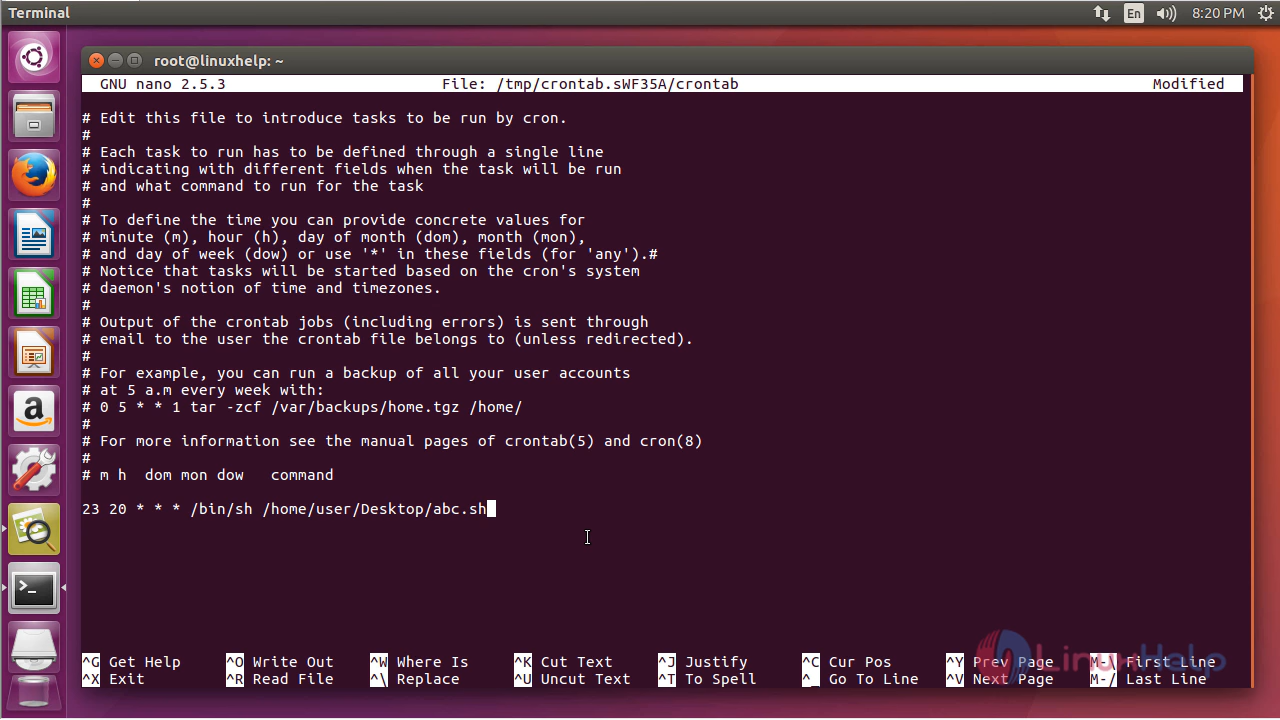 Terminal
En
8:20 PM
root@linuxhelp: ~
GNU nano 2.5.3 File: /tmp/crontab.sWF35A/crontab Modified
# Edit this file to introduce tasks to be run by cron.
#
# Each task to run has to be defined through a single line
# indicating with different fields when the task will be run
# and what command to run for the task
#
# To define the time you can provide concrete values for
# minute (m), hour (h), day of month (dom), month (mon),
# and day of week (dow) or use '*' in these fields (for 'any').#
# Notice that tasks will be started based on the cron's system
# daemon's notion of time and timezones.
#
# Output of the crontab jobs (including errors) is sent through
# email to the user the crontab file belongs to (unless redirected).
#
# For example, you can run a backup of all your user accounts
# at 5 a.m every week with:
# 0 5 * * 1 tar -zcf /var/backups/home.tgz /home/
#
# For more information see the manual pages of crontab(5) and cron(8)
#
# m h  dom mon dow   command
23 20 * * * /bin/sh /home/user/Desktop/abc.sh
^G Get Help ^O Write Out ^W Where Is ^K Cut Text ^J Justify ^C Cur Pos ^Y Prev Page M-\ First Line
^X Exit ^R Read File ^\ Replace ^U Uncut Text ^T To Spell ^_ Go To Line ^V Next Page M-/ Last Line
LinuxHelp